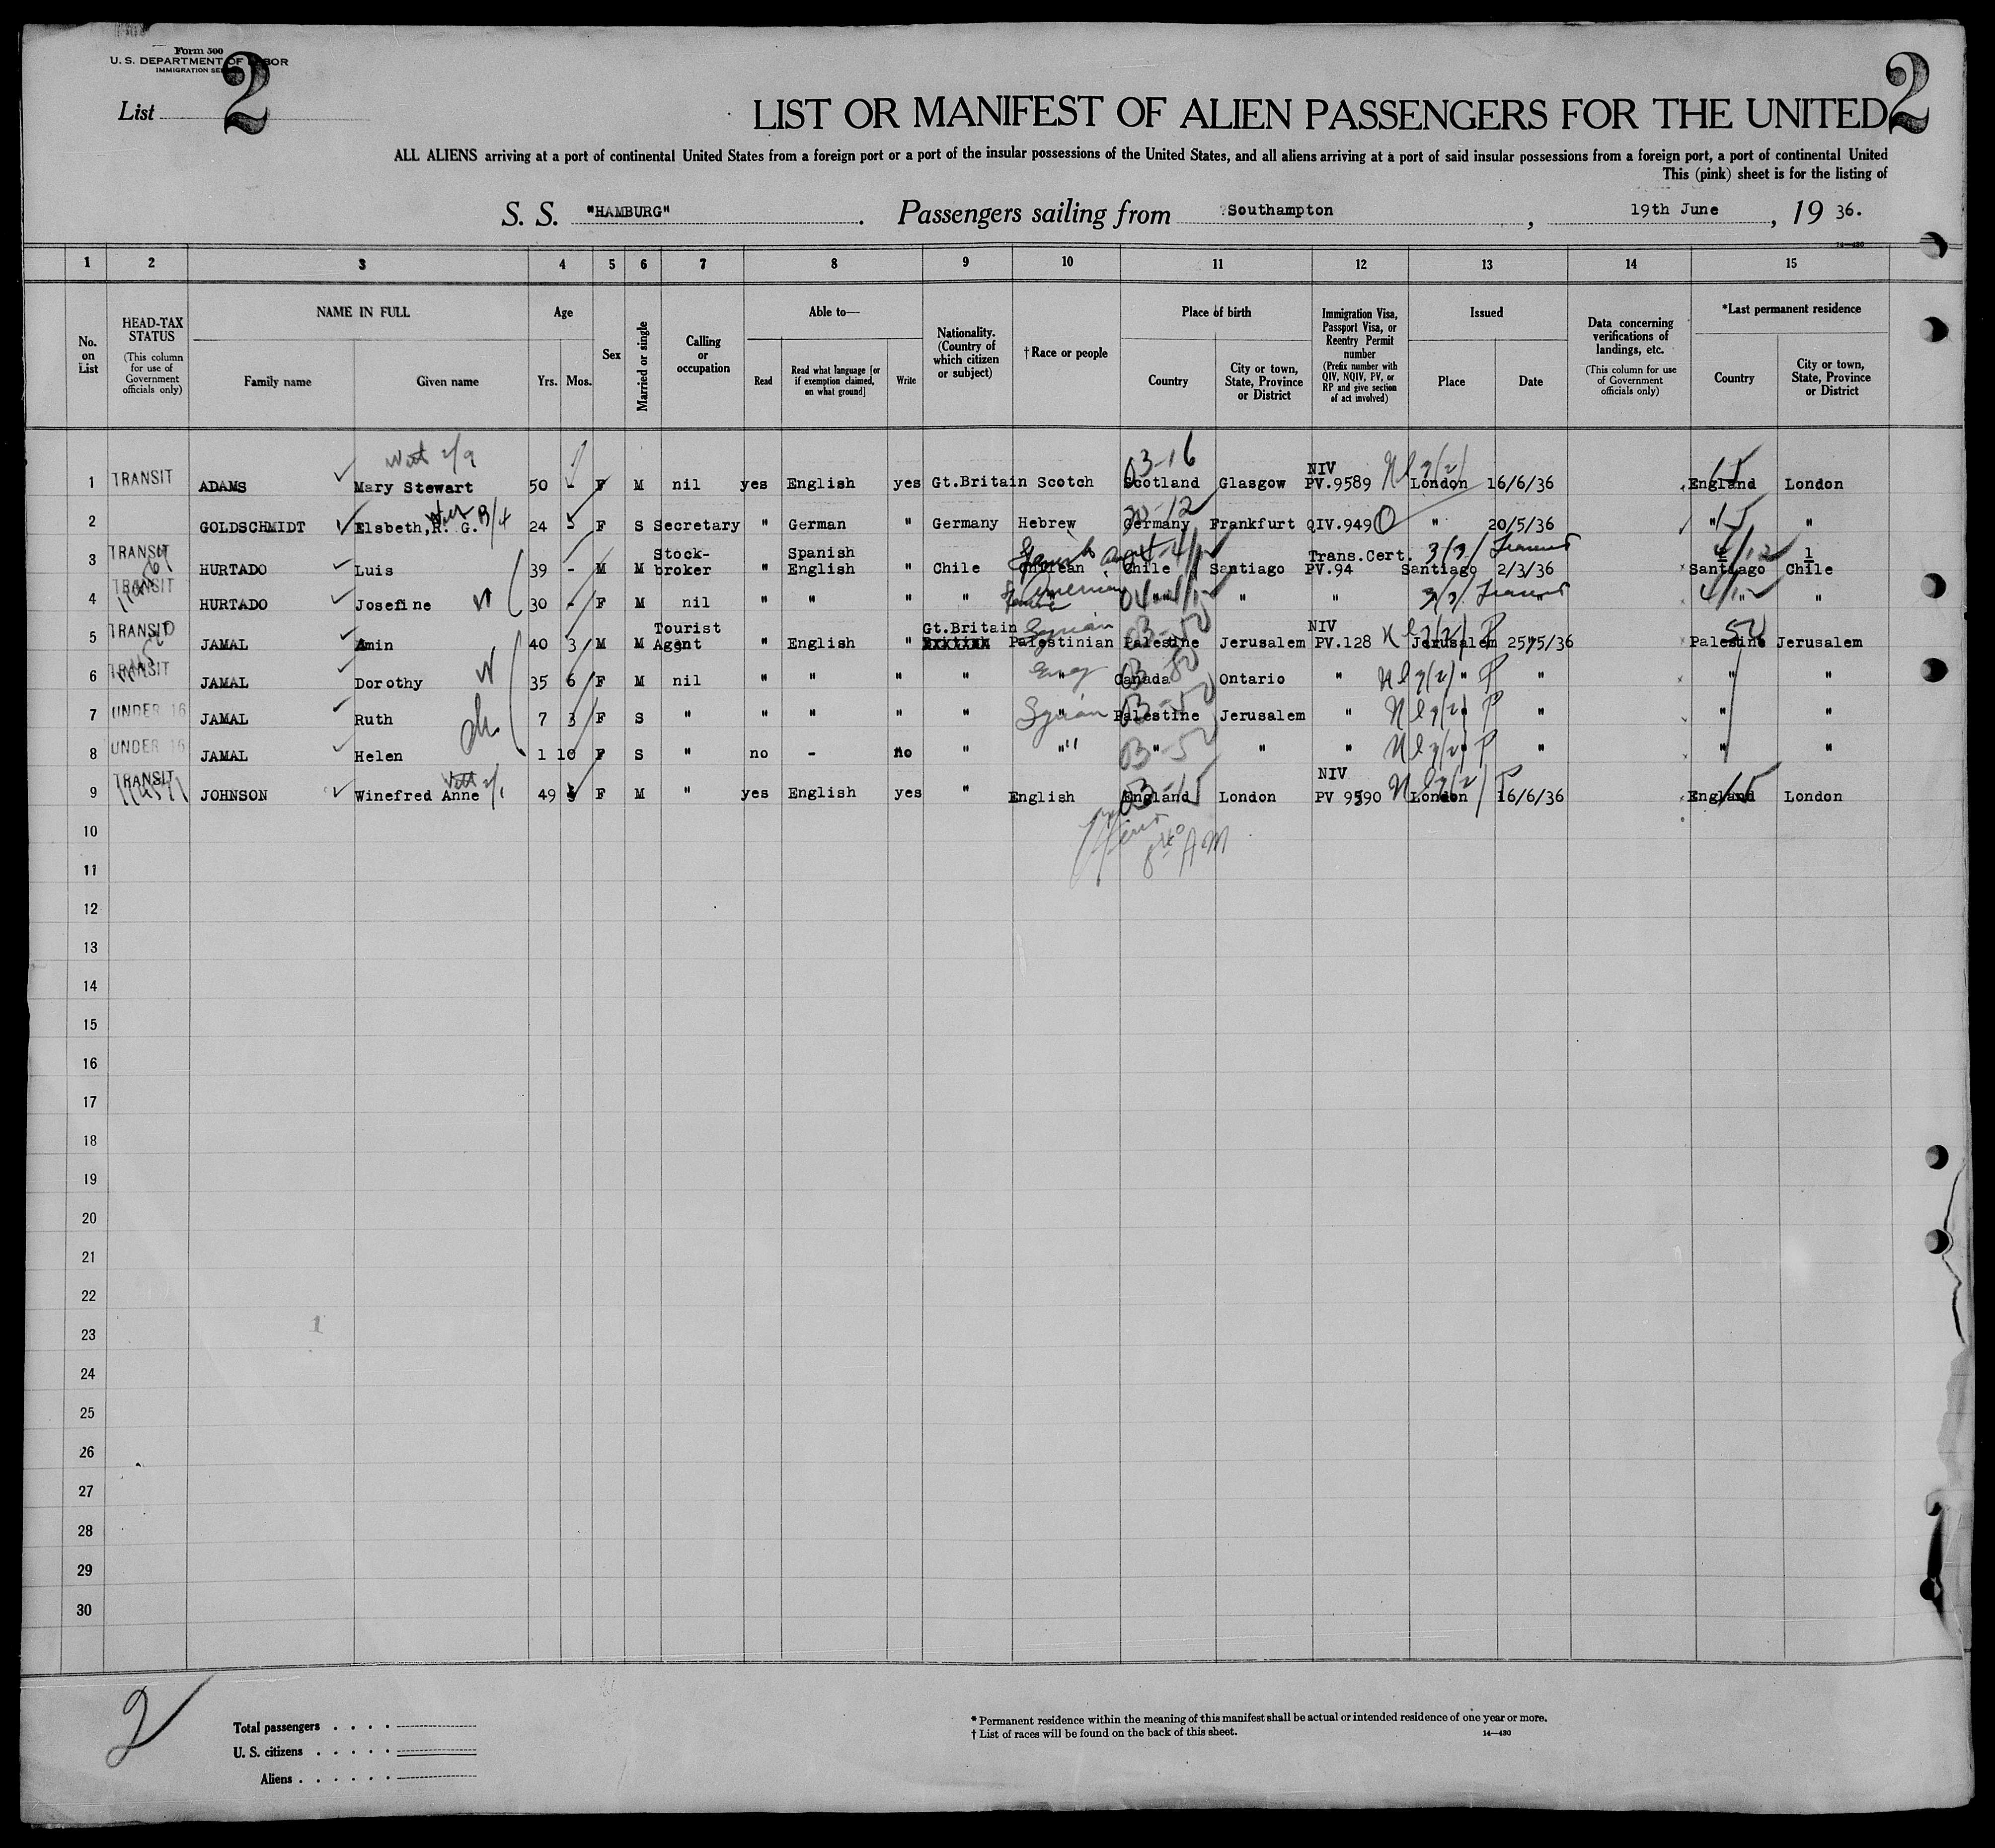 Form 500
U. S. DEPARTMENT OF LABOR
IMMIGRATION SER
List 2
2
LIST OR MANIFEST OF ALIEN PASSENGERS FOR THE UNITED
ALL ALIENS arriving at a port of continental United States from a foreign port or a port of the insular possessions of the United States, and all aliens arriving at a port of said insular possessions from a foreign port, a port of continental United
This (pink) sheet is for the listing of
S. S. "HAMBURG". Passengers sailing from Southampton, 19th June, 19 36.
14—430
1 2 3 4 5 6 7 8 9 10 11 12 13 14 15
No. on List
HEAD-TAX STATUS (This column for use of Government officials only)
NAME IN FULL
Family name Given name
Age
Yrs. Mos.
Sex
Married or single
Calling or occupation
Able to—
Read
Read what language [or if exemption claimed, on what ground]
Write
Nationality. (Country of which citizen or subject)
†Race or people
Place of birth
Country
City or town, State, Province or District
Immigration Visa, Passport Visa, or Reentry Permit number (Prefix number with QIV, NQIV, PV, or RP and give section of act involved)
Issued
Place Date
Data concerning verifications of landings, etc. (This column for use of Government officials only)
*Last permanent residence
Country
City or town, State, Province or District
1 TRANSIT ADAMS Mary Stewart 50 - F M nil yes English yes Gt.Britain Scotch 03-16 Scotland Glasgow NIV PV.9589 London 16/6/36 15 England London
2 GOLDSCHMIDT Elsbeth,R. G. 24 - F S Secretary " German " Germany Hebrew Germany Frankfurt QIV.949 " 20/5/36 " "
3 TRANSIT HURTADO Luis 39 - M M Stock-broker " Spanish English " Chile Chilean Chile Santiago Trans.Cert. PV.94 3/3/ Transit Santiago 2/3/36 Santiago Chile
4 TRANSIT HURTADO Josefine 30 - F M nil " " " " " " " " 3/3/ Transit " " "
5 TRANSIT JAMAL Amin 40 3 M M Tourist Agent " English " Gt.Britain Palestinian Syrian Palestine Jerusalem NIV PV.128 Jerusalem 25/5/36 Palestine Jerusalem
6 TRANSIT JAMAL Dorothy 35 6 F M nil " " " " " Canada Ontario " " " " "
7 UNDER 16 JAMAL Ruth 7 3 F S " " " " " Syrian Palestine Jerusalem " " " " "
8 UNDER 16 JAMAL Helen 1 10 F S " no - no " " " " " " " " "
9 TRANSIT JOHNSON Winefred Anne 49 F M " yes English yes " English 03-15 England London NIV PV 9590 London 16/6/36 15 England London
10
11
12
13
14
15
16
17
18
19
20
21
22
23
24
25
26
27
28
29
30
2
Total passengers
U. S. citizens
Aliens
* Permanent residence within the meaning of this manifest shall be actual or intended residence of one year or more.
† List of races will be found on the back of this sheet.
14—430